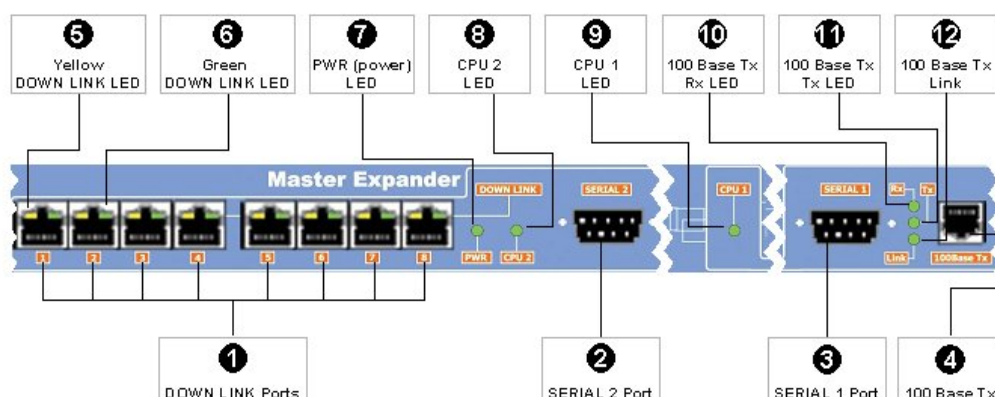 5
Yellow
DOWN LINK LED
6
Green
DOWN LINK LED
7
PWR (power)
LED
8
CPU 2
LED
9
CPU 1
LED
10
100 Base Tx
Rx LED
11
100 Base Tx
Tx LED
12
100 Base Tx
Link
Master Expander
DOWN LINK
SERIAL 2
CPU 1
SERIAL 1
Rx
Tx
1
2
3
4
5
6
7
8
PWR
CPU 2
Link
100Base Tx
1
DOWN LINK Ports
2
SERIAL 2 Port
3
SERIAL 1 Port
4
100 Base Tx